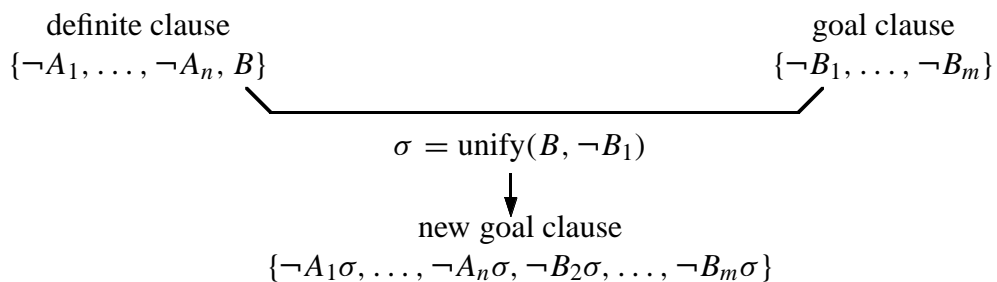 definite clause goal clause
{¬A₁, . . . , ¬Aₙ, B} {¬B₁, . . . , ¬Bₘ}
σ = unify(B, ¬B₁)
new goal clause
{¬A₁σ, . . . , ¬Aₙσ, ¬B₂σ, . . . , ¬Bₘσ}